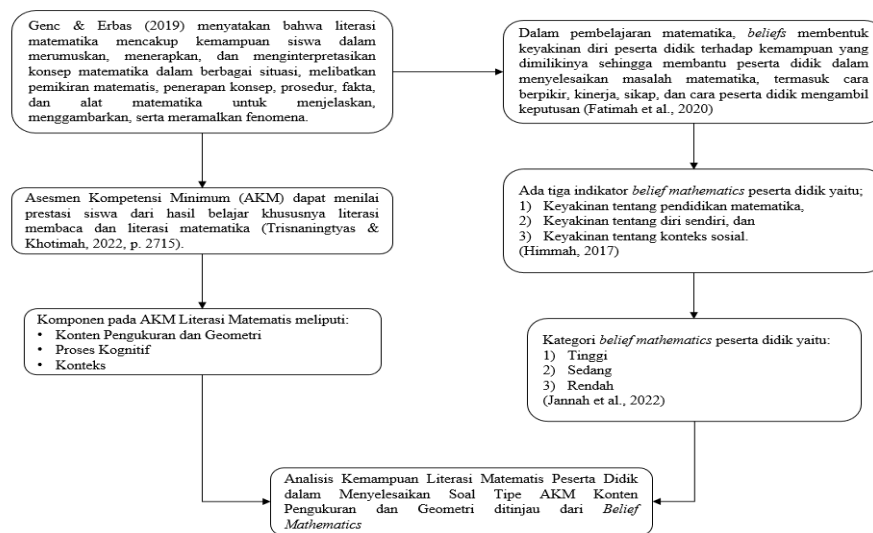 Genc & Erbas (2019) menyatakan bahwa literasi
matematika mencakup kemampuan siswa dalam
merumuskan, menerapkan, dan menginterpretasikan
konsep matematika dalam berbagai situasi, melibatkan
pemikiran matematis, penerapan konsep, prosedur, fakta,
dan alat matematika untuk menjelaskan,
menggambarkan, serta meramalkan fenomena.
Asesmen Kompetensi Minimum (AKM) dapat menilai
prestasi siswa dari hasil belajar khususnya literasi
membaca dan literasi matematika (Trisnaningtyas &
Khotimah, 2022, p. 2715).
Komponen pada AKM Literasi Matematis meliputi:
• Konten Pengukuran dan Geometri
• Proses Kognitif
• Konteks
Dalam pembelajaran matematika, beliefs membentuk
keyakinan diri peserta didik terhadap kemampuan yang
dimilikinya sehingga membantu peserta didik dalam
menyelesaikan masalah matematika, termasuk cara
berpikir, kinerja, sikap, dan cara peserta didik mengambil
keputusan (Fatimah et al., 2020)
Ada tiga indikator belief mathematics peserta didik yaitu;
1) Keyakinan tentang pendidikan matematika,
2) Keyakinan tentang diri sendiri, dan
3) Keyakinan tentang konteks sosial.
(Himmah, 2017)
Kategori belief mathematics peserta didik yaitu:
1) Tinggi
2) Sedang
3) Rendah
(Jannah et al., 2022)
Analisis Kemampuan Literasi Matematis Peserta Didik
dalam Menyelesaikan Soal Tipe AKM Konten
Pengukuran dan Geometri ditinjau dari Belief
Mathematics